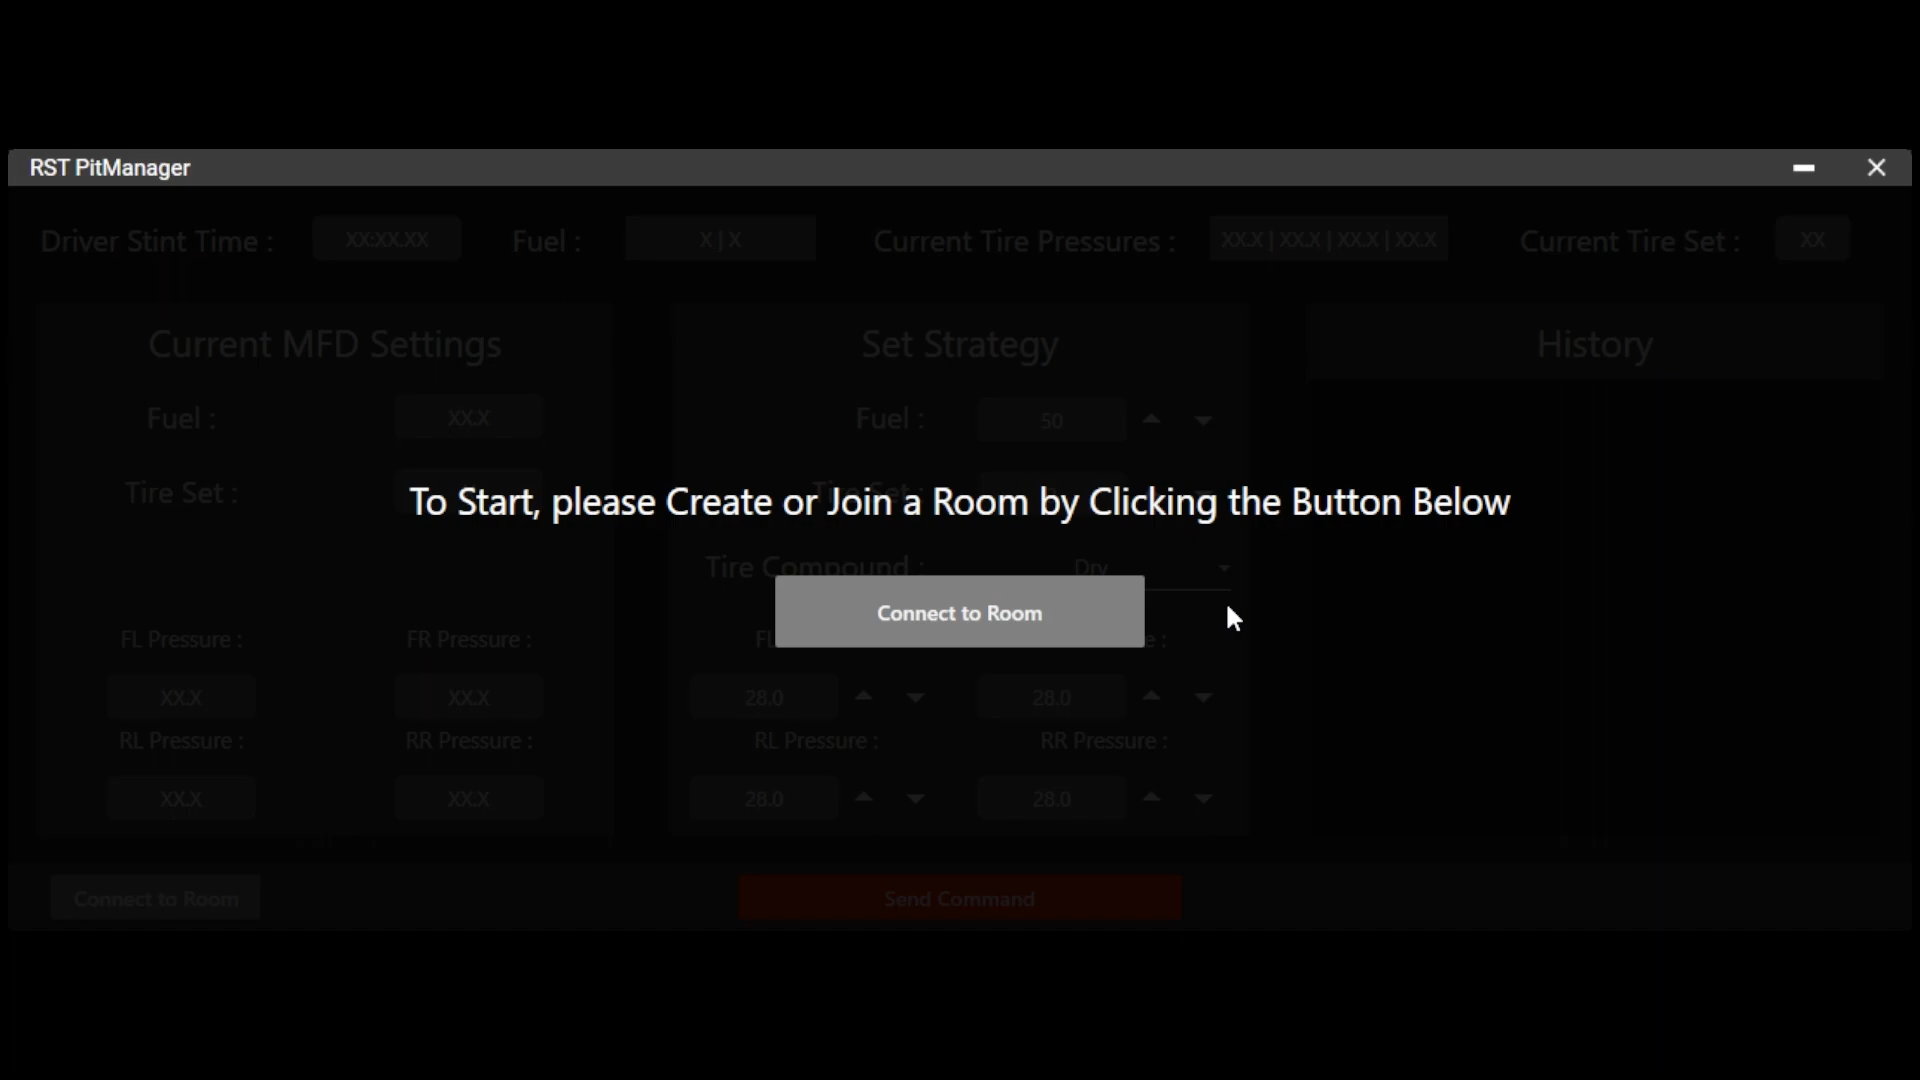 RST PitManager
Driver Stint Time : XX:XX.XX Fuel : X | X Current Tire Pressures : XX.X | XX.X | XX.X | XX.X Current Tire Set : XX
Current MFD Settings Set Strategy History
Fuel : XX.X Fuel : 50
Tire Set : Tire Set :
To Start, please Create or Join a Room by Clicking the Button Below
Tire Compound : Dry
Connect to Room
FL Pressure : FR Pressure :
XX.X XX.X 28.0 28.0
RL Pressure : RR Pressure : RL Pressure : RR Pressure :
XX.X XX.X 28.0 28.0
Connect to Room Send Command